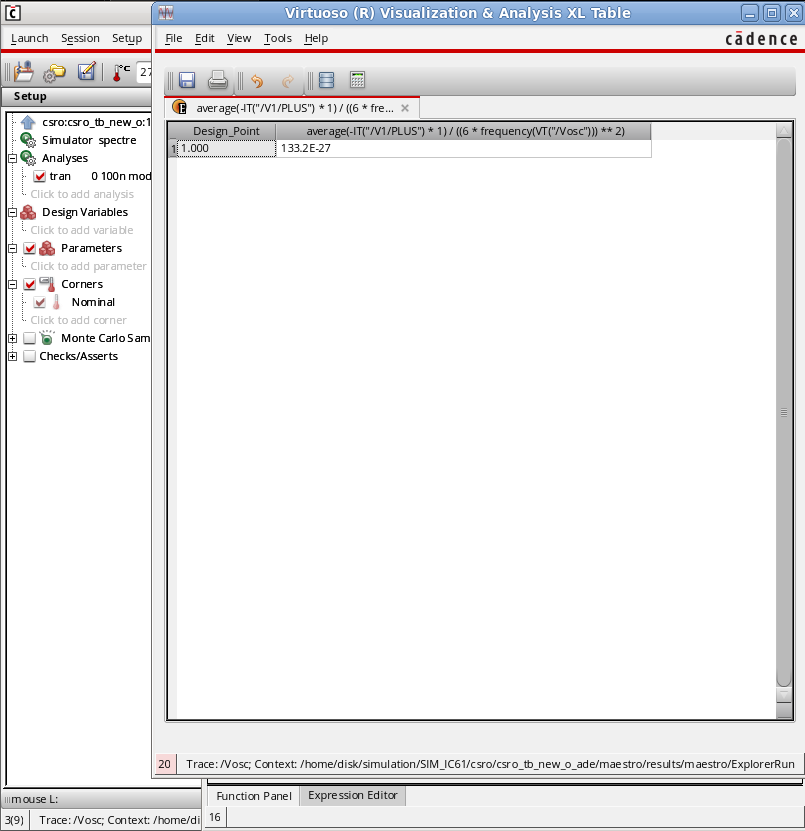 Virtuoso (R) Visualization & Analysis XL Table
Launch Session Setup
File Edit View Tools Help
cādence
27
Setup
average(-IT("/V1/PLUS") * 1) / ((6 * fre...
csro:csro_tb_new_o:1
Simulator spectre
Analyses
tran 0 100n mod
Click to add analysis
Design Variables
Click to add variable
Parameters
Click to add parameter
Corners
Nominal
Click to add corner
Monte Carlo Sam
Checks/Asserts
Design_Point average(-IT("/V1/PLUS") * 1) / ((6 * frequency(VT("/Vosc"))) ** 2)
1 1.000 133.2E-27
20 Trace: /Vosc; Context: /home/disk/simulation/SIM_IC61/csro/csro_tb_new_o_ade/maestro/results/maestro/ExplorerRun
mouse L:
Function Panel Expression Editor
3(9) Trace: /Vosc; Context: /home/di
16